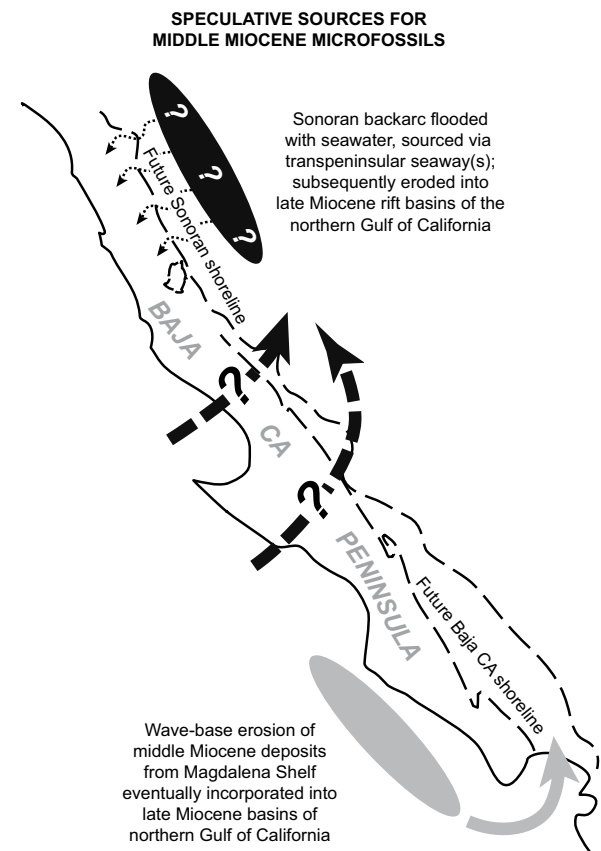 SPECULATIVE SOURCES FOR
MIDDLE MIOCENE MICROFOSSILS
Sonoran backarc flooded
with seawater, sourced via
transpeninsular seaway(s);
subsequently eroded into
late Miocene rift basins of the
northern Gulf of California
?
?
?
Future Sonoran shoreline
BAJA
?
CA
?
PENINSULA
Future Baja CA shoreline
Wave-base erosion of
middle Miocene deposits
from Magdalena Shelf
eventually incorporated into
late Miocene basins of
northern Gulf of California